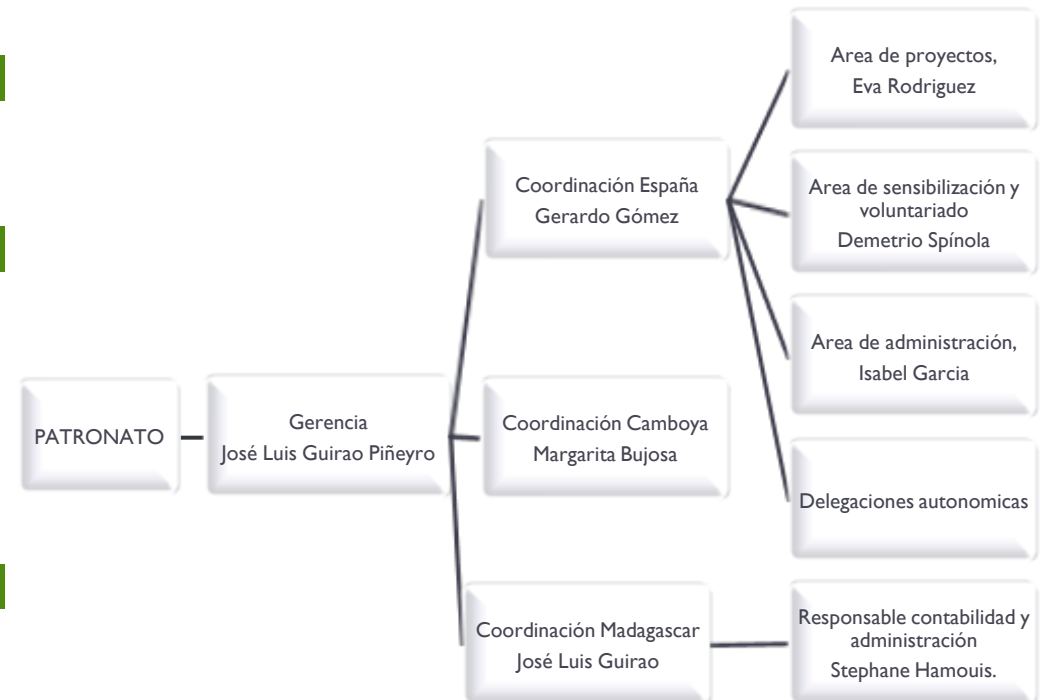 PATRONATO
Gerencia
José Luis Guirao Piñeyro
Coordinación España
Gerardo Gómez
Area de proyectos,
Eva Rodriguez
Area de sensibilización y
voluntariado
Demetrio Spínola
Area de administración,
Isabel Garcia
Delegaciones autonomicas
Coordinación Camboya
Margarita Bujosa
Coordinación Madagascar
José Luis Guirao
Responsable contabilidad y
administración
Stephane Hamouis.